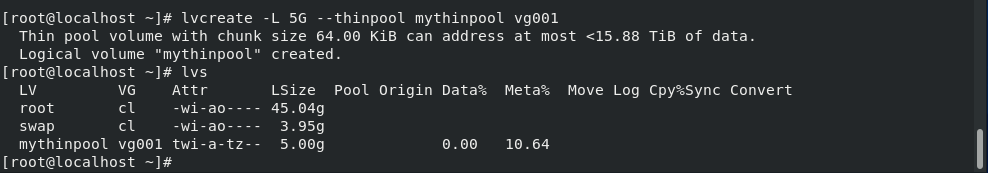 [root@localhost ~]# lvcreate -L 5G --thinpool mythinpool vg001
  Thin pool volume with chunk size 64.00 KiB can address at most <15.88 TiB of data.
  Logical volume "mythinpool" created.
[root@localhost ~]# lvs
  LV         VG    Attr       LSize  Pool Origin Data%  Meta%  Move Log Cpy%Sync Convert
  root       cl    -wi-ao---- 45.04g
  swap       cl    -wi-ao----  3.95g
  mythinpool vg001 twi-a-tz--  5.00g             0.00   10.64
[root@localhost ~]#